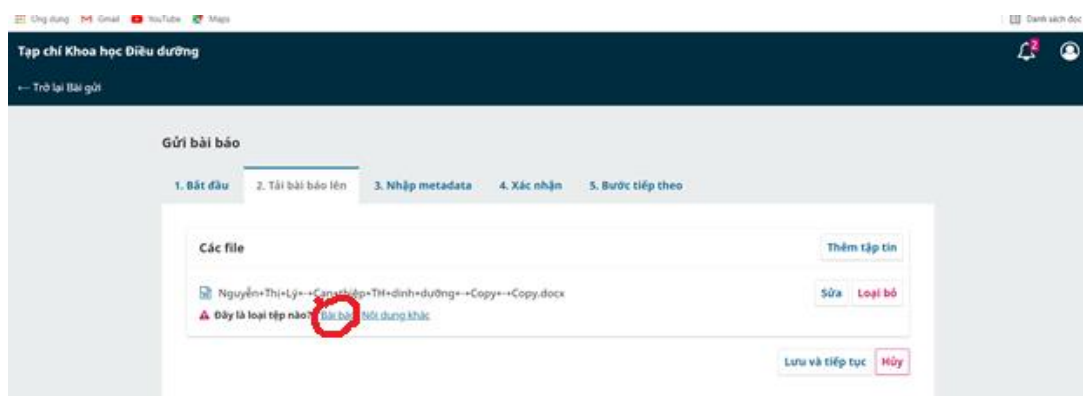 Ứng dụng Gmail YouTube Maps Danh sách đọc
Tạp chí Khoa học Điều dưỡng 2
← Trở lại Bài gửi
Gửi bài báo
1. Bắt đầu 2. Tải bài báo lên 3. Nhập metadata 4. Xác nhận 5. Bước tiếp theo
Các file Thêm tập tin
Nguyễn+Thị+Lý+-+Can+thiệp+TH+dinh+dưỡng+-+Copy+-+Copy.docx Sửa Loại bỏ
Đây là loại tệp nào? Bài báo Nội dung khác
Lưu và tiếp tục Hủy